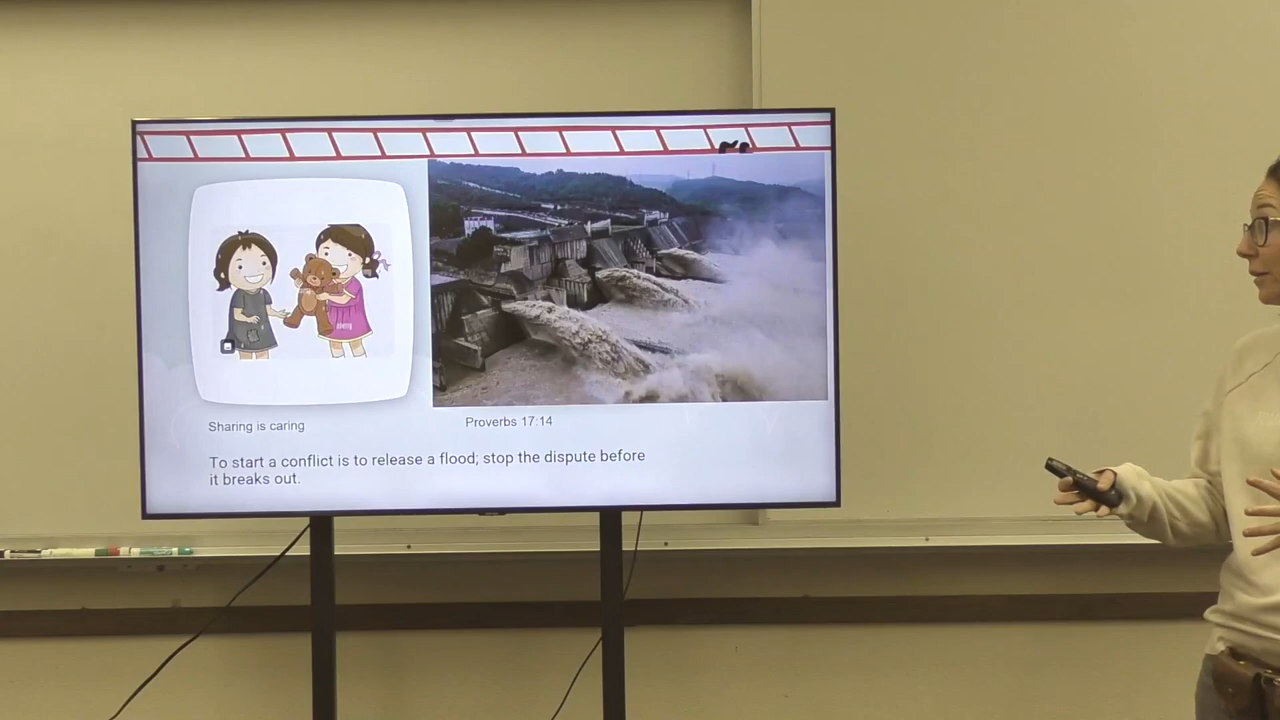 Sharing is caring
Proverbs 17:14
To start a conflict is to release a flood; stop the dispute before
it breaks out.